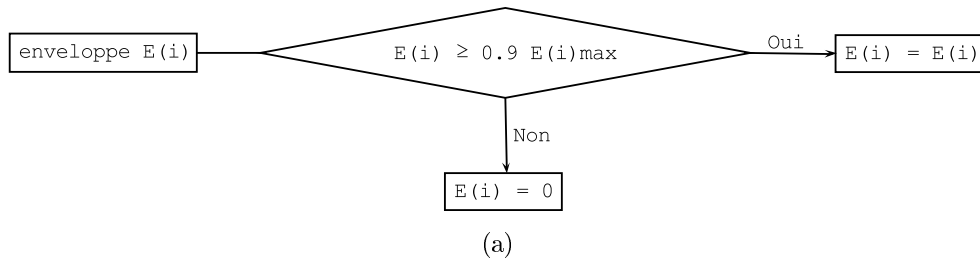 enveloppe E(i)
E(i) ≥ 0.9 E(i)max
Oui
E(i) = E(i)
Non
E(i) = 0
(a)